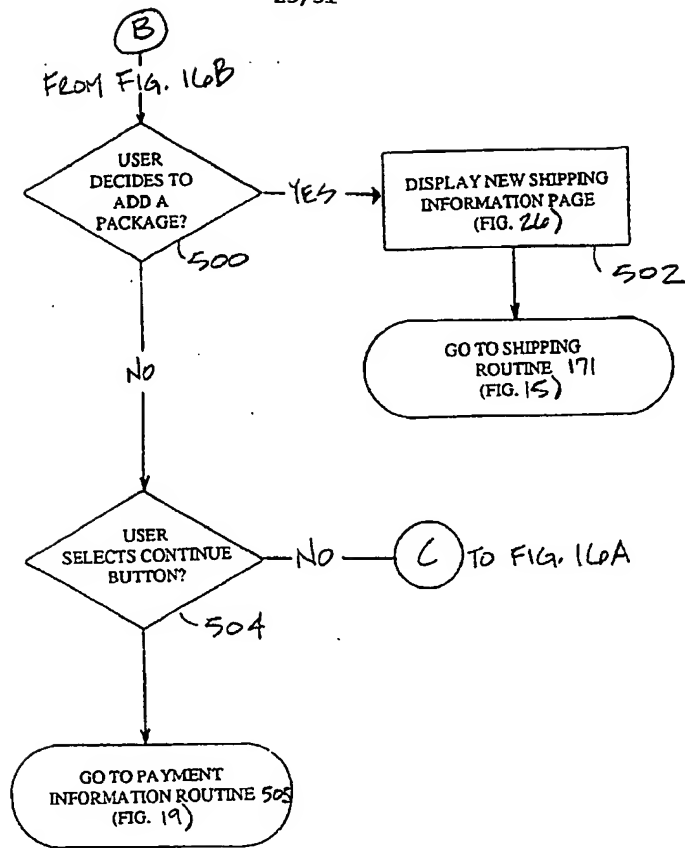 B
FROM FIG. 16B
USER
DECIDES TO
ADD A
PACKAGE?
500
YES
DISPLAY NEW SHIPPING
INFORMATION PAGE
(FIG. 26)
502
GO TO SHIPPING
ROUTINE 171
(FIG. 15)
NO
USER
SELECTS CONTINUE
BUTTON?
504
NO
C
TO FIG. 16A
GO TO PAYMENT
INFORMATION ROUTINE 505
(FIG. 19)